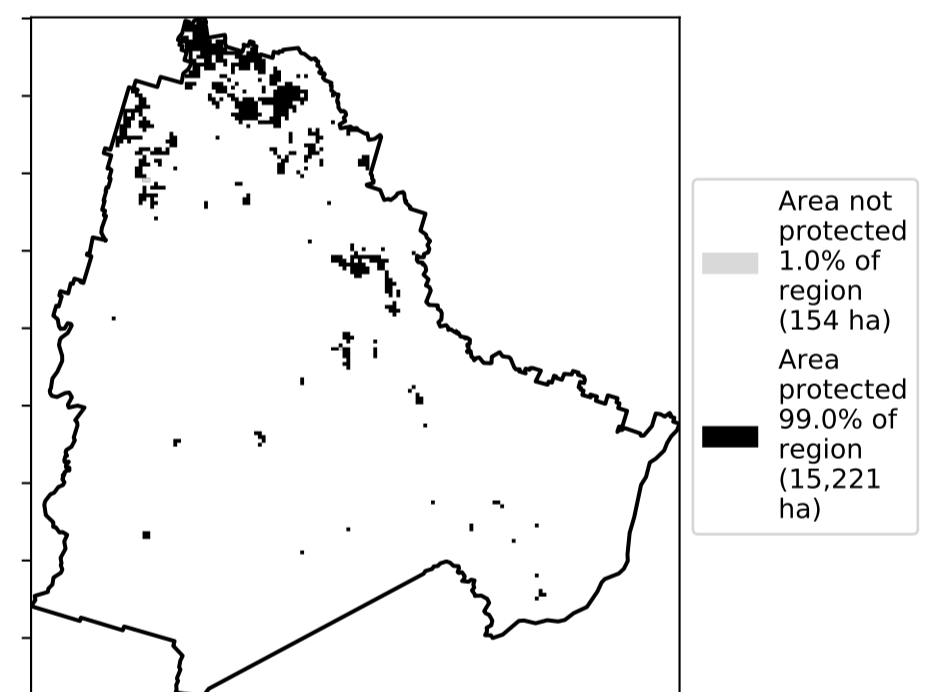 Area not
protected
1.0% of
region
(154 ha)
Area
protected
99.0% of
region
(15,221
ha)